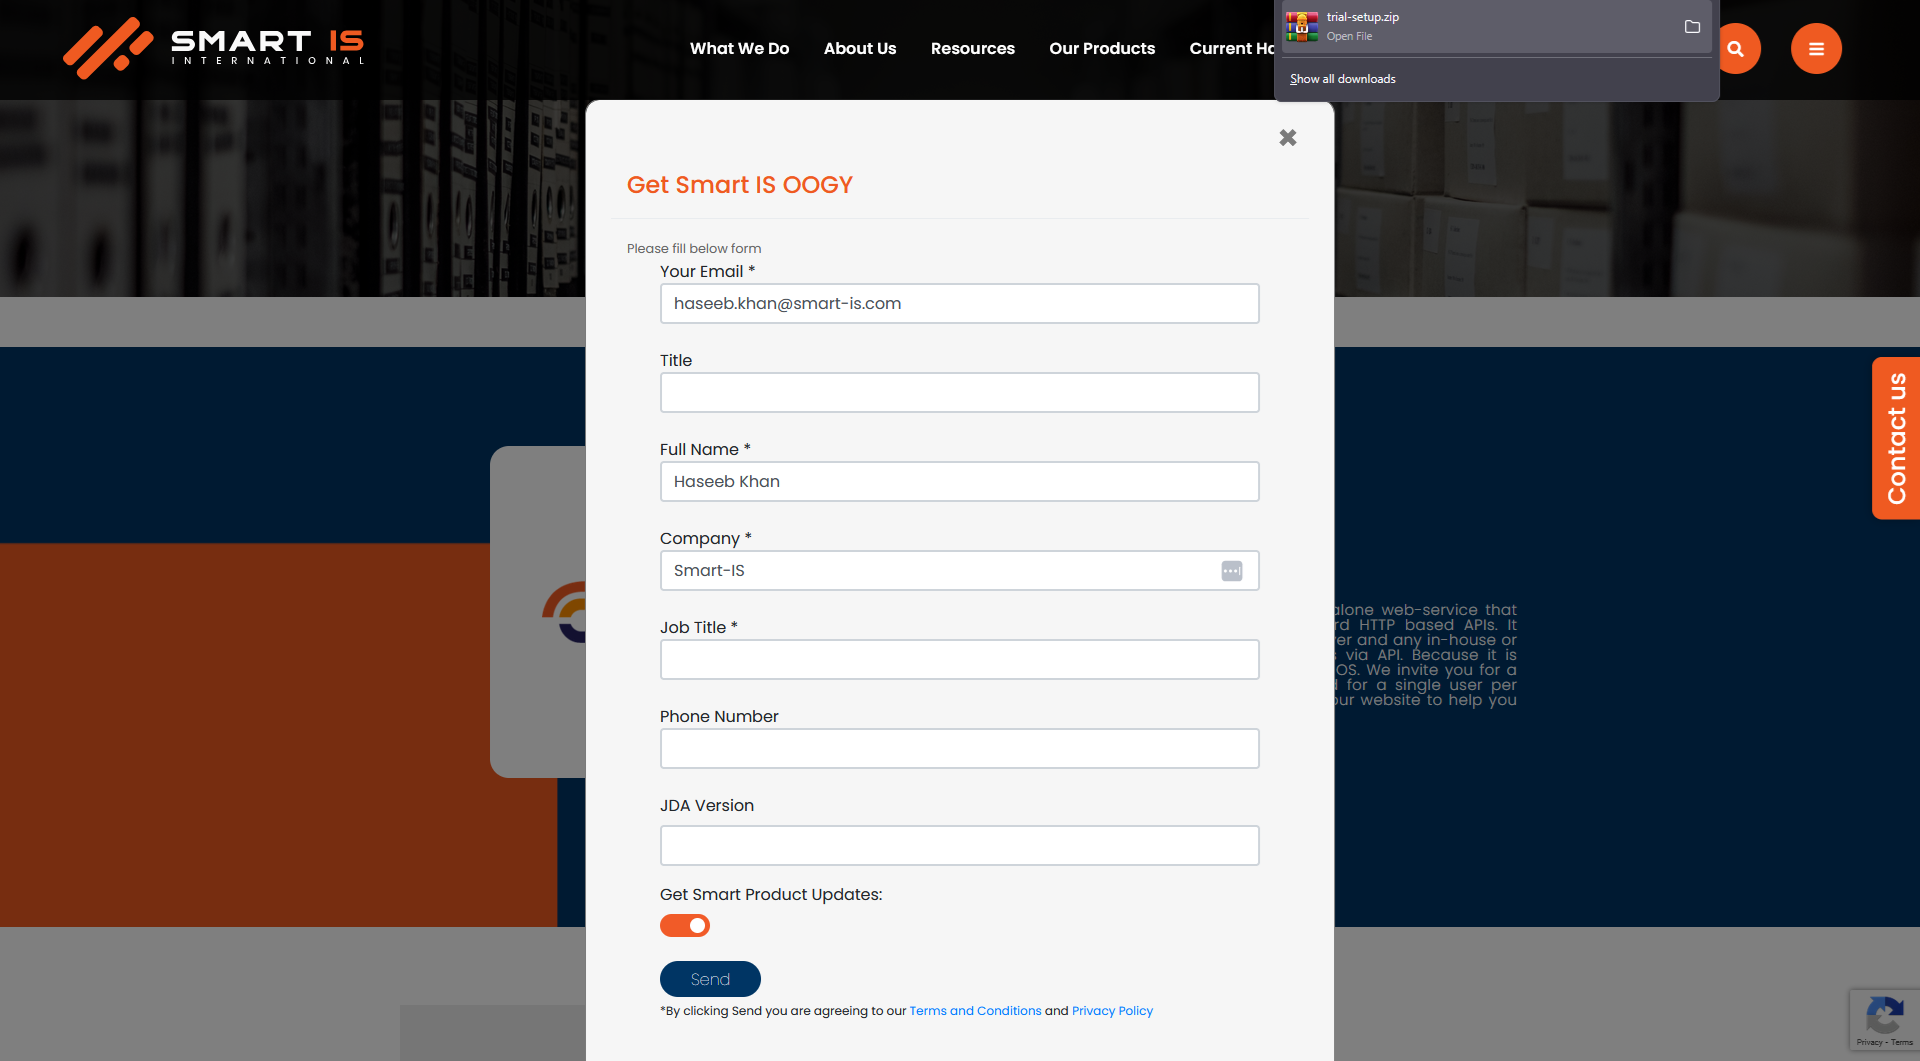 SMART IS
INTERNATIONAL
What We Do
About Us
Resources
Our Products
Current Ha
trial-setup.zip
Open File
Show all downloads
Get Smart IS OOGY
Please fill below form
Your Email *
haseeb.khan@smart-is.com
Title
Full Name *
Haseeb Khan
Company *
Smart-IS
Job Title *
Phone Number
JDA Version
Get Smart Product Updates:
Send
*By clicking Send you are agreeing to our Terms and Conditions and Privacy Policy
Contact us
alone web-service that
rd HTTP based APIs. It
er and any in-house or
via API. Because it is
OS. We invite you for a
for a single user per
our website to help you
Privacy - Terms